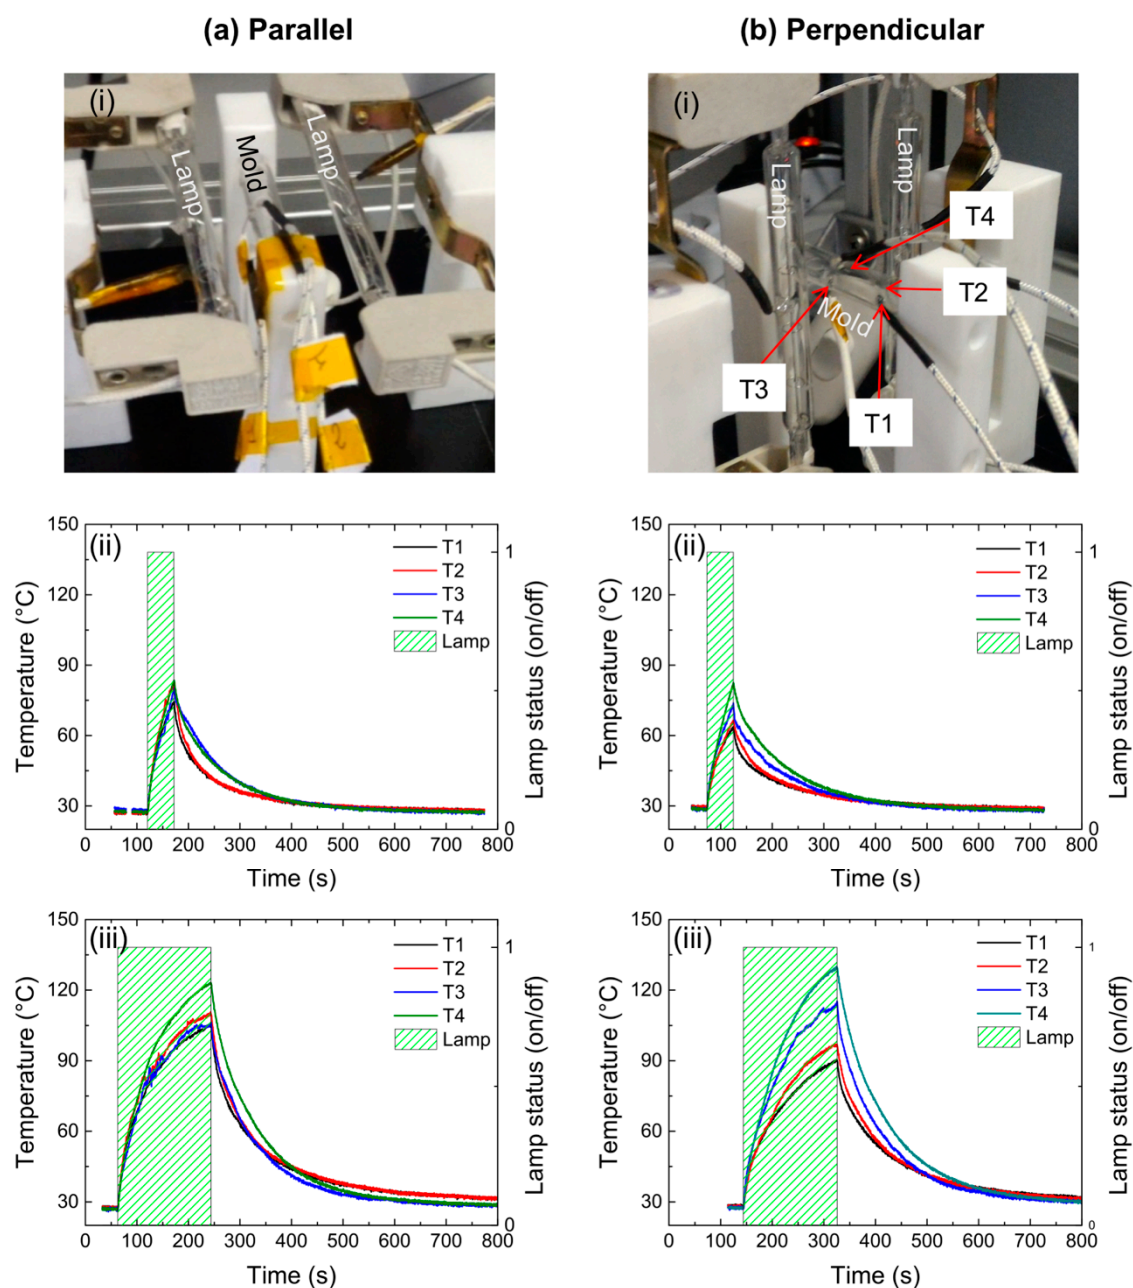 (a) Parallel
(b) Perpendicular
(i)
Lamp
Mold
Lamp
(i)
Lamp
Lamp
Mold
T4
T2
T3
T1
(ii)
Temperature (°C)
150
120
90
60
30
0 100 200 300 400 500 600 700 800
Time (s)
T1
T2
T3
T4
Lamp
1
0
Lamp status (on/off)
(ii)
Temperature (°C)
150
120
90
60
30
0 100 200 300 400 500 600 700 800
Time (s)
T1
T2
T3
T4
Lamp
1
0
Lamp status (on/off)
(iii)
Temperature (°C)
150
120
90
60
30
0 100 200 300 400 500 600 700 800
Time (s)
T1
T2
T3
T4
Lamp
1
0
Lamp status (on/off)
(iii)
Temperature (°C)
150
120
90
60
30
0 100 200 300 400 500 600 700 800
Time (s)
T1
T2
T3
T4
Lamp
1
0
Lamp status (on/off)